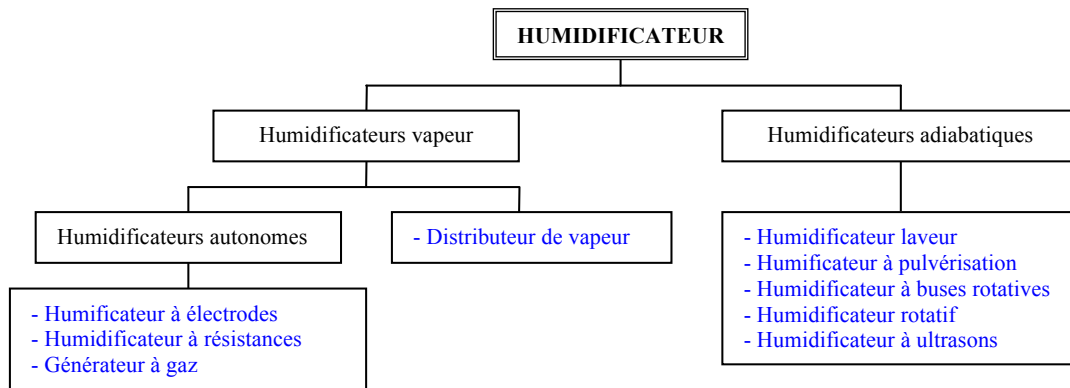 HUMIDIFICATEUR
Humidificateurs vapeur
Humidificateurs adiabatiques
Humidificateurs autonomes
- Distributeur de vapeur
- Humidificateur laveur
- Humificateur à pulvérisation
- Humidificateur à buses rotatives
- Humidificateur rotatif
- Humidificateur à ultrasons
- Humificateur à électrodes
- Humidificateur à résistances
- Générateur à gaz